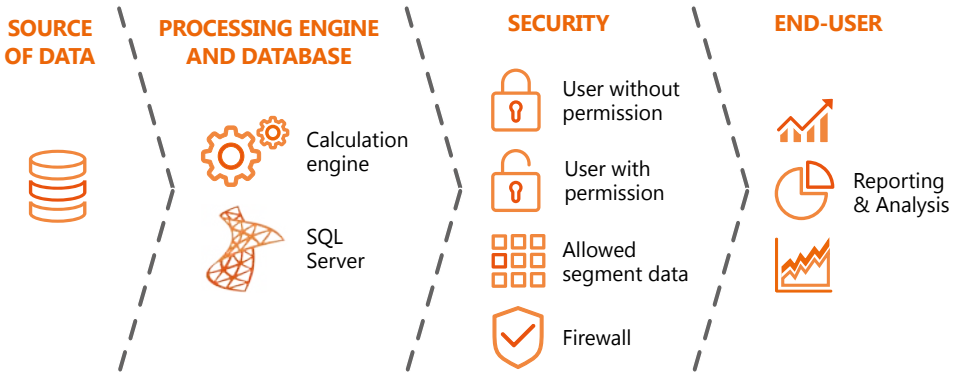 SOURCE
OF DATA
PROCESSING ENGINE
AND DATABASE
Calculation
engine
SQL
Server
SECURITY
User without
permission
User with
permission
Allowed
segment data
Firewall
END-USER
Reporting
& Analysis